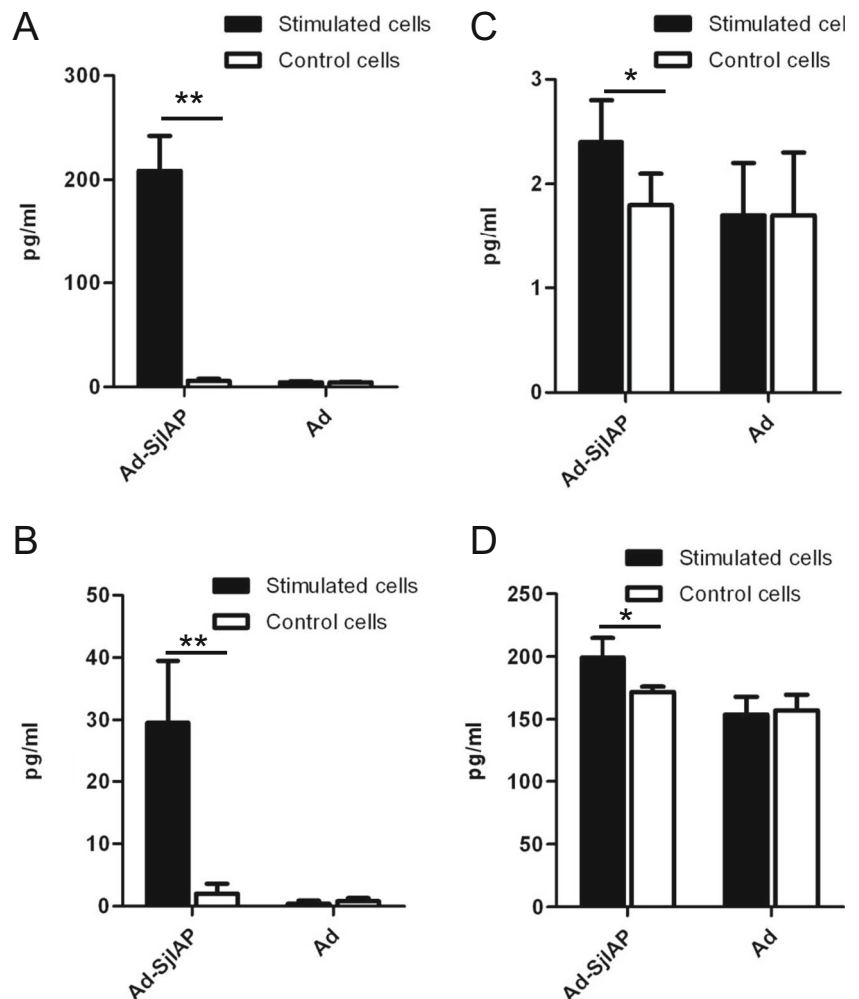 A
Stimulated cells
Control cells
300
200
100
0
pg/ml
**
Ad-SjIAP
Ad
C
Stimulated cel
Control cells
3
2
1
0
pg/ml
*
Ad-SjIAP
Ad
B
Stimulated cells
Control cells
50
40
30
20
10
0
pg/ml
**
Ad-SjIAP
Ad
D
Stimulated cells
Control cells
250
200
150
100
50
0
pg/ml
*
Ad-SjIAP
Ad